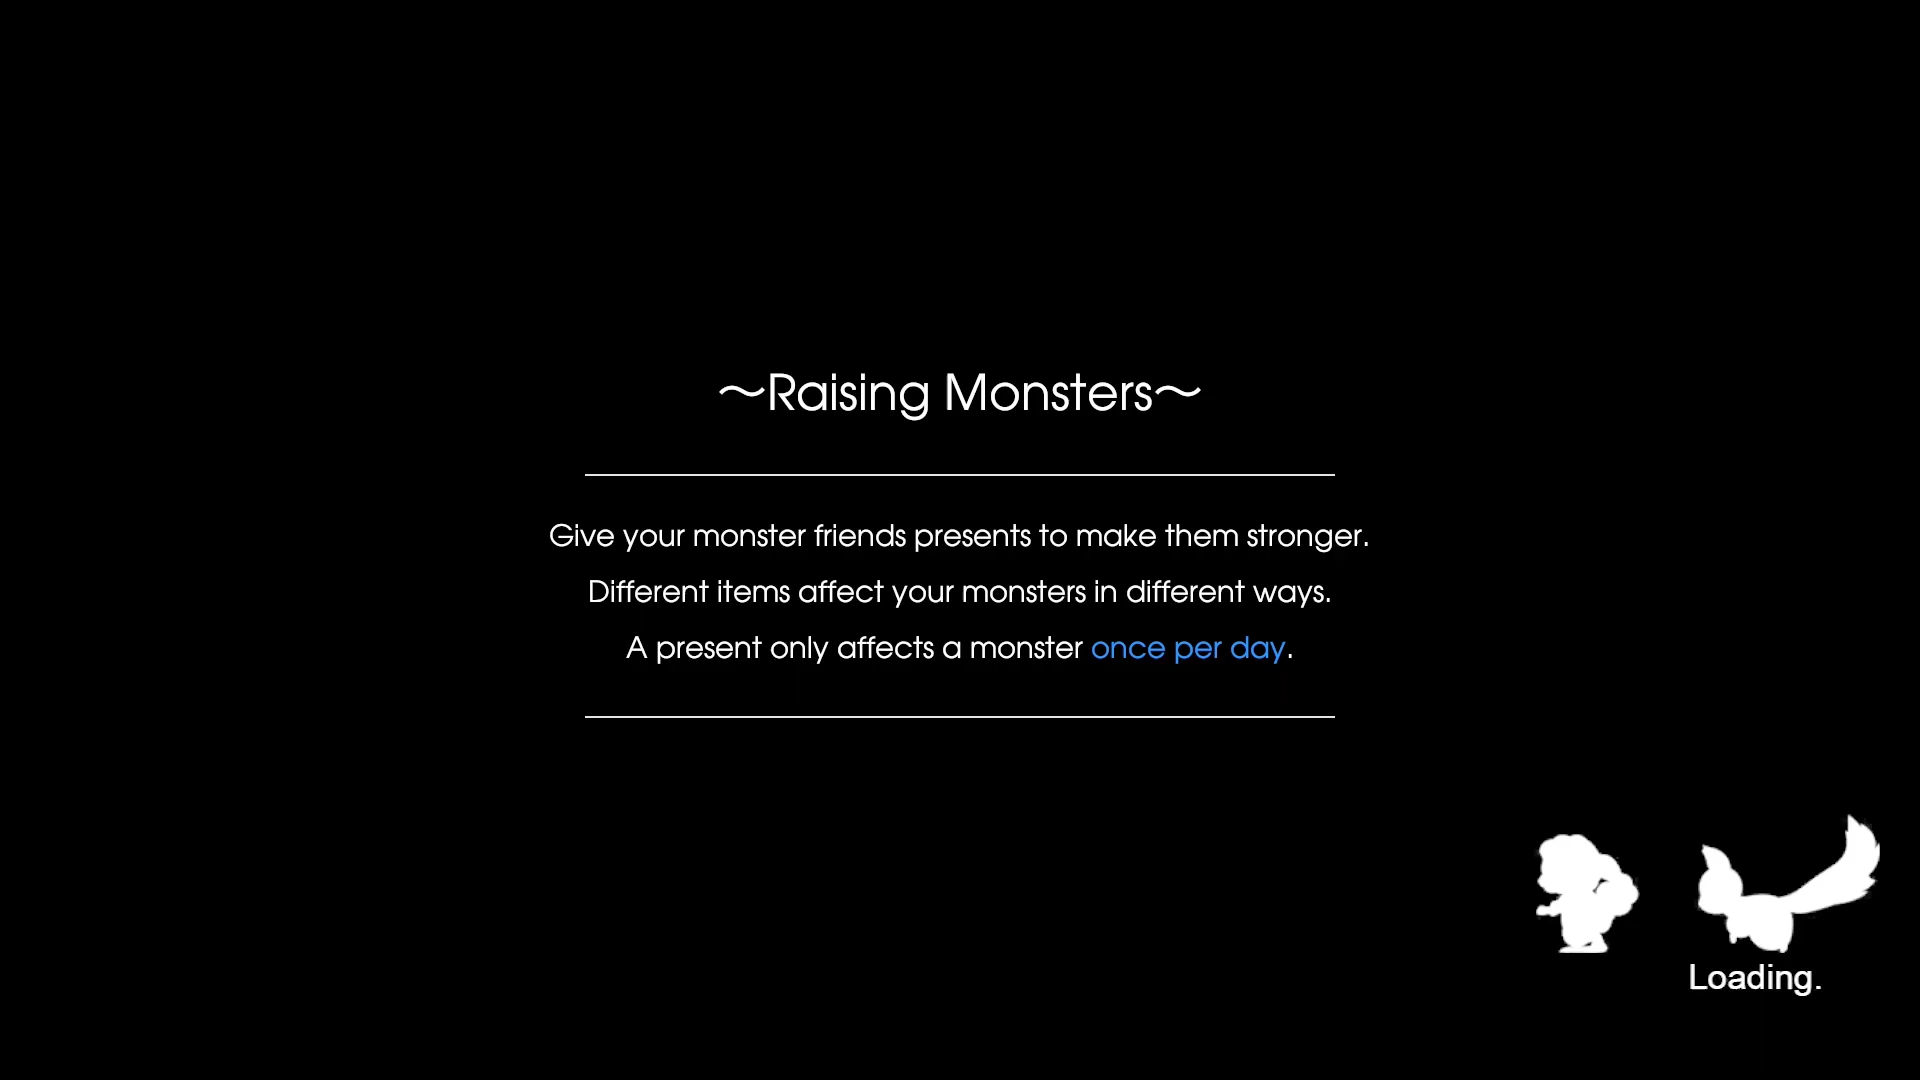 ～Raising Monsters～
Give your monster friends presents to make them stronger.
Different items affect your monsters in different ways.
A present only affects a monster once per day.
Loading.